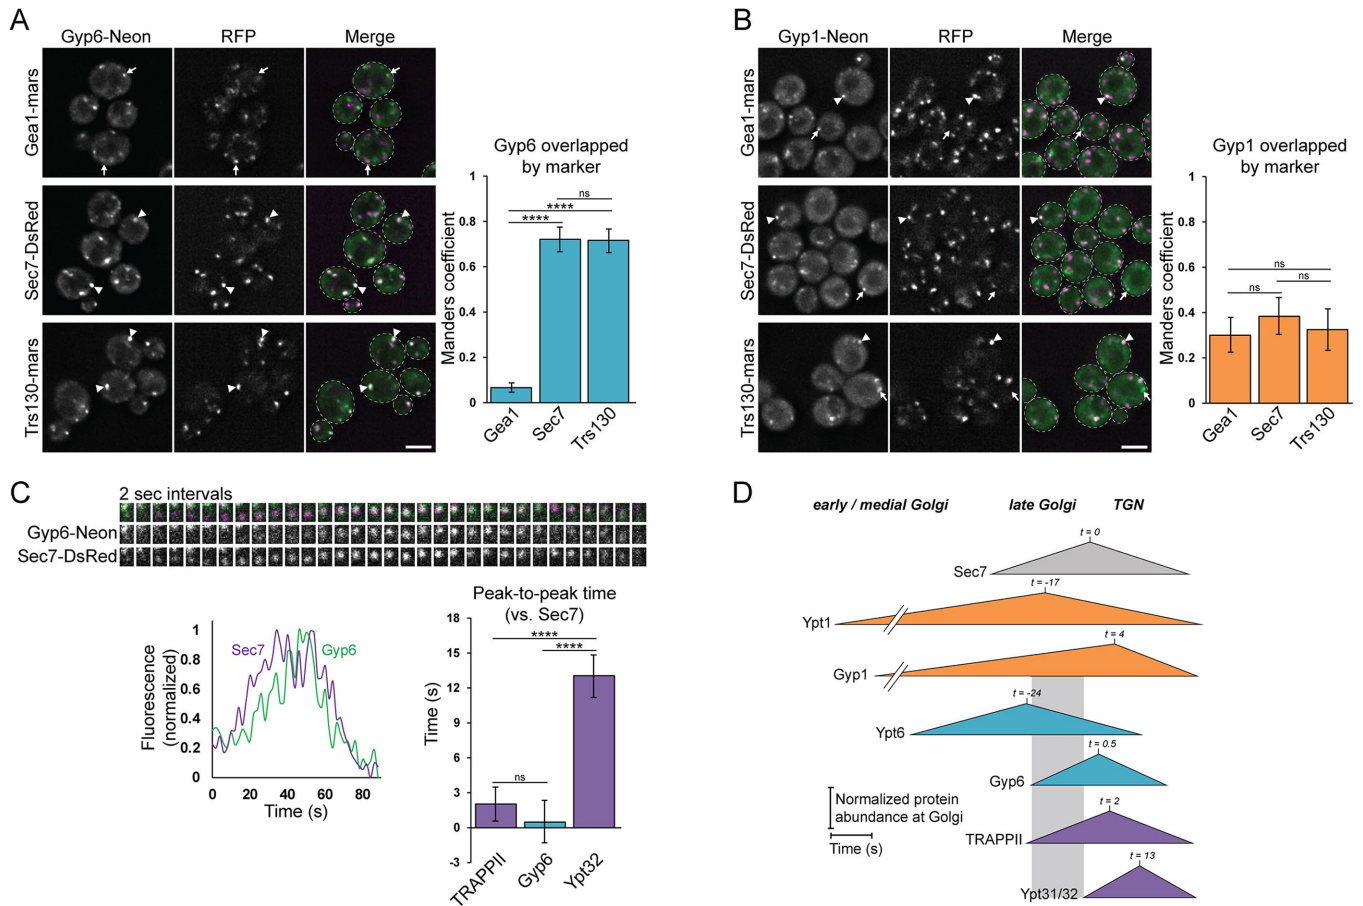 A
Gyp6-Neon
RFP
Merge
Gea1-mars
Sec7-DsRed
Trs130-mars
Gyp6 overlapped
by marker
Manders coefficient
1
0.8
0.6
0.4
0.2
0
ns
****
****
Gea1
Sec7
Trs130
B
Gyp1-Neon
RFP
Merge
Gea1-mars
Sec7-DsRed
Trs130-mars
Gyp1 overlapped
by marker
Manders coefficient
1
0.8
0.6
0.4
0.2
0
ns
ns
ns
Gea1
Sec7
Trs130
C
2 sec intervals
Gyp6-Neon
Sec7-DsRed
Fluorescence
(normalized)
1
0.8
0.6
0.4
0.2
0
Sec7
Gyp6
0 20 40 60 80
Time (s)
Peak-to-peak time
(vs. Sec7)
Time (s)
18
15
12
9
6
3
0
-3
****
****
ns
TRAPPII
Gyp6
Ypt32
D
early / medial Golgi
late Golgi
TGN
t = 0
Sec7
t = -17
Ypt1
t = 4
Gyp1
t = -24
Ypt6
t = 0.5
Gyp6
Normalized protein
abundance at Golgi
Time (s)
t = 2
TRAPPII
t = 13
Ypt31/32